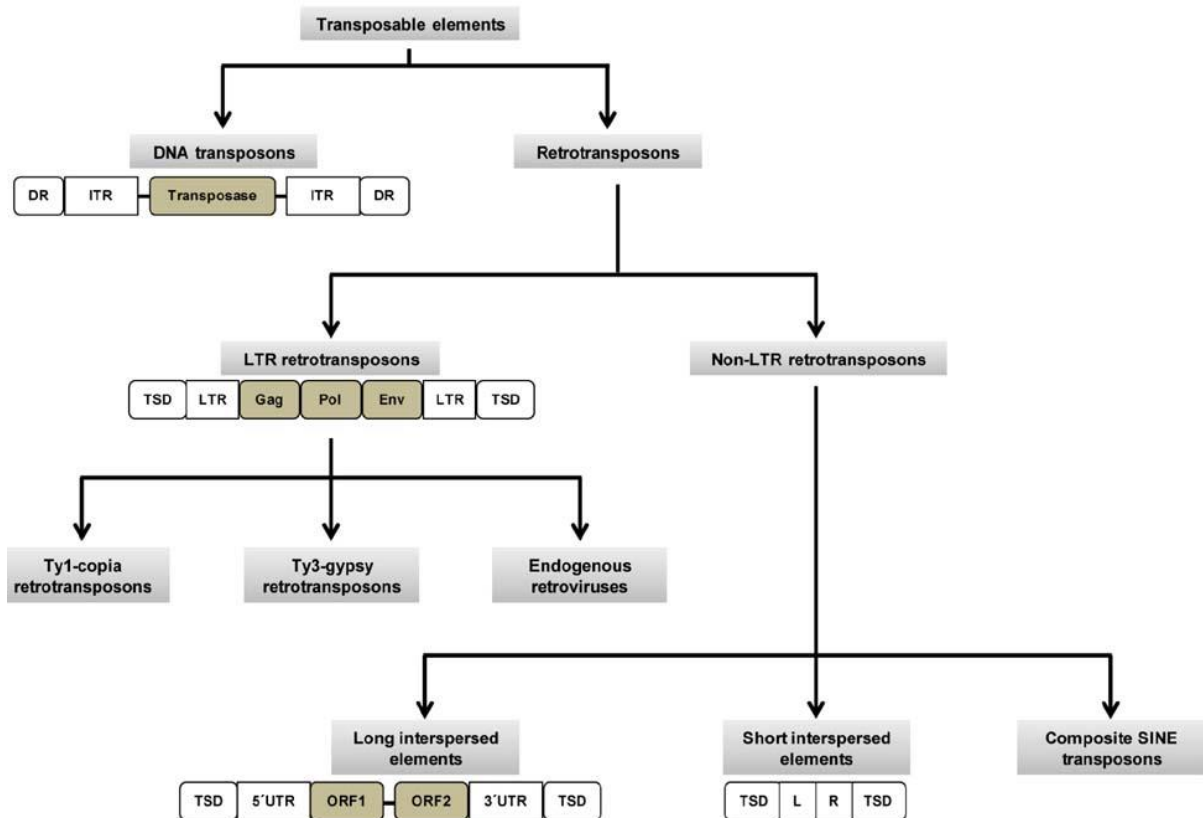 Transposable elements
DNA transposons
Retrotransposons
DR ITR Transposase ITR DR
LTR retrotransposons
Non-LTR retrotransposons
TSD LTR Gag Pol Env LTR TSD
Ty1-copia
retrotransposons
Ty3-gypsy
retrotransposons
Endogenous
retroviruses
Long interspersed
elements
Short interspersed
elements
Composite SINE
transposons
TSD 5´UTR ORF1 ORF2 3´UTR TSD
TSD L R TSD